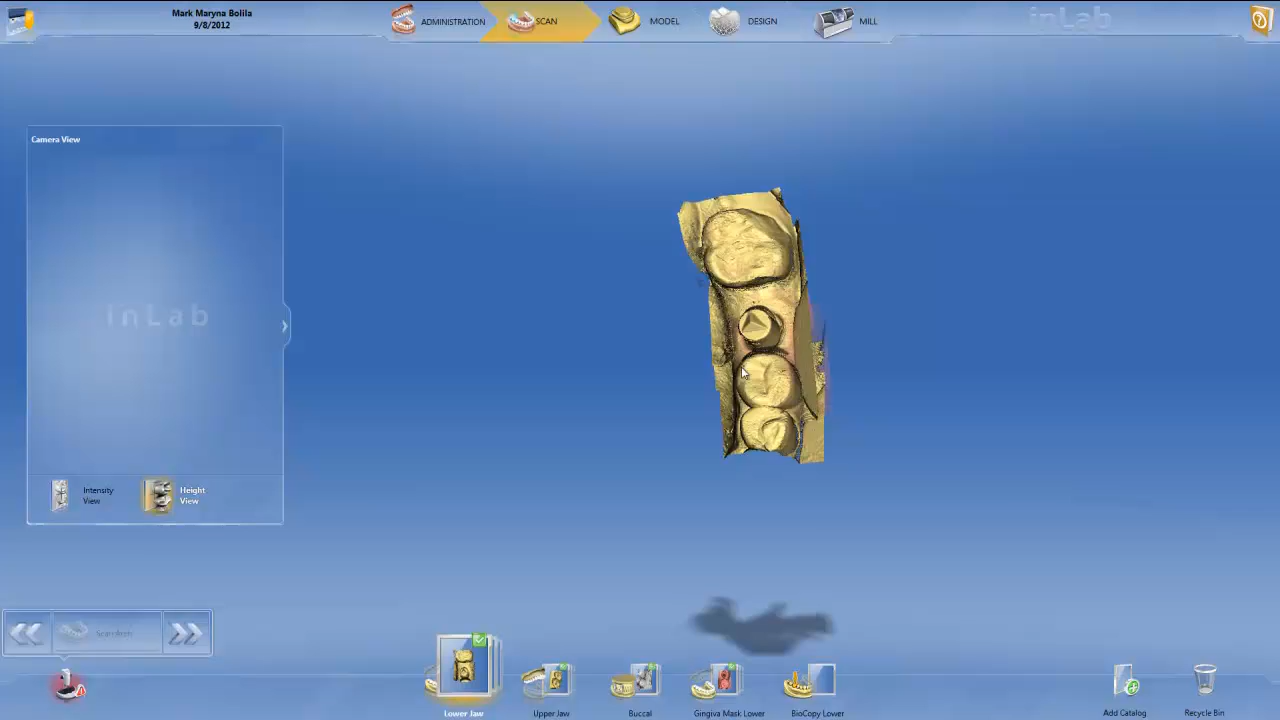 Mark Maryna Bolila
9/8/2012
ADMINISTRATION
SCAN
MODEL
DESIGN
MILL
inLab
Camera View
inLab
Intensity
View
Height
View
Lower Jaw
Upper Jaw
Buccal
Gingiva Mask Lower
BioCopy Lower
Add Catalog
Recycle Bin